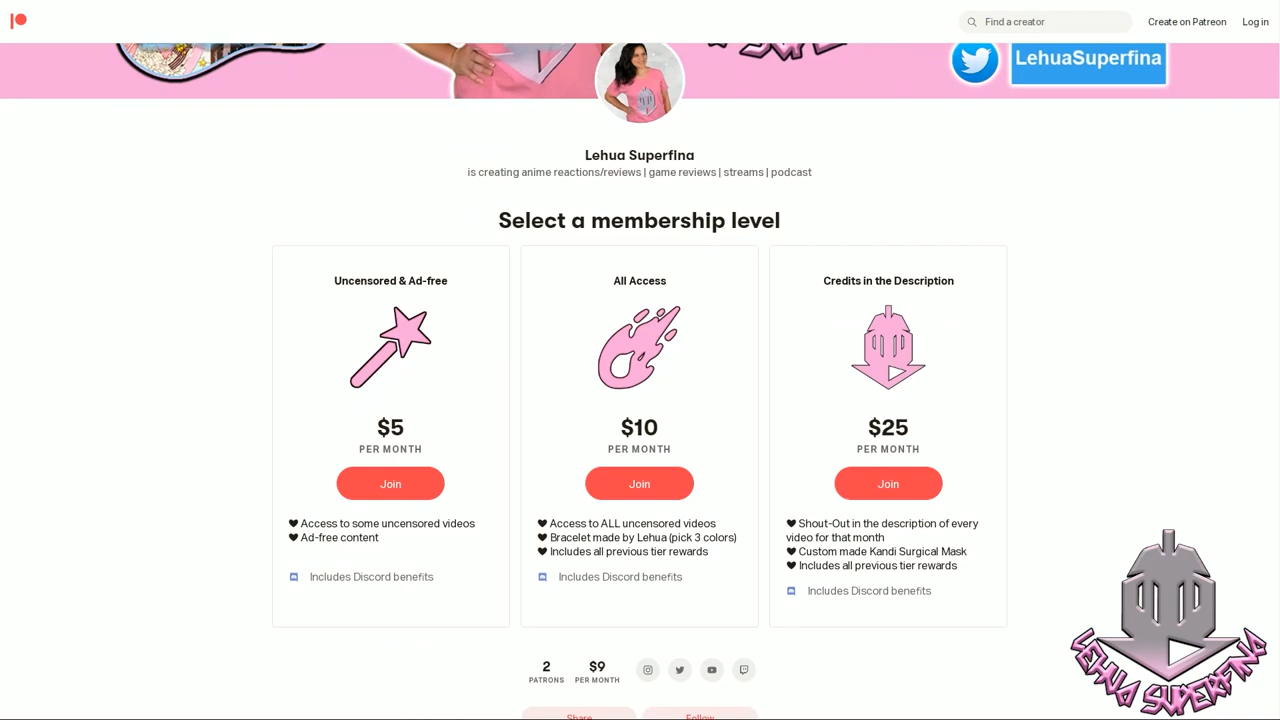 Find a creator
Create on Patreon
Log in
LehuaSuperfina
Lehua Superfina
is creating anime reactions/reviews | game reviews | streams | podcast
Select a membership level
Uncensored & Ad-free
$5
PER MONTH
Join
♥ Access to some uncensored videos
♥ Ad-free content
Includes Discord benefits
All Access
$10
PER MONTH
Join
♥ Access to ALL uncensored videos
♥ Bracelet made by Lehua (pick 3 colors)
♥ Includes all previous tier rewards
Includes Discord benefits
Credits in the Description
$25
PER MONTH
Join
♥ Shout-Out in the description of every
video for that month
♥ Custom made Kandi Surgical Mask
♥ Includes all previous tier rewards
Includes Discord benefits
2
PATRONS
$9
PER MONTH
Share
Follow
LEHUA SUPERFINA